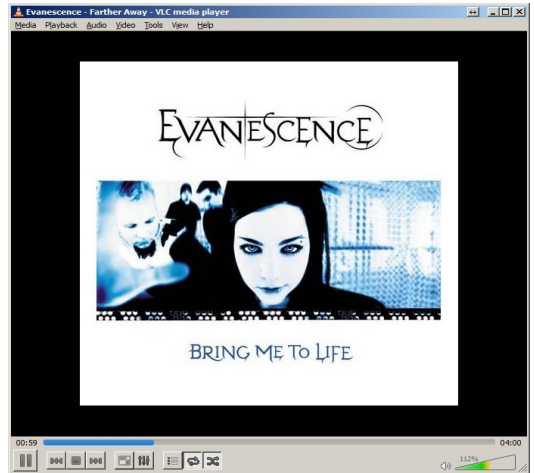 Evanescence - Farther Away - VLC media player
Media Playback Audio Video Tools View Help
EVANESCENCE
BRING ME TO LIFE
00:59 04:00
112%